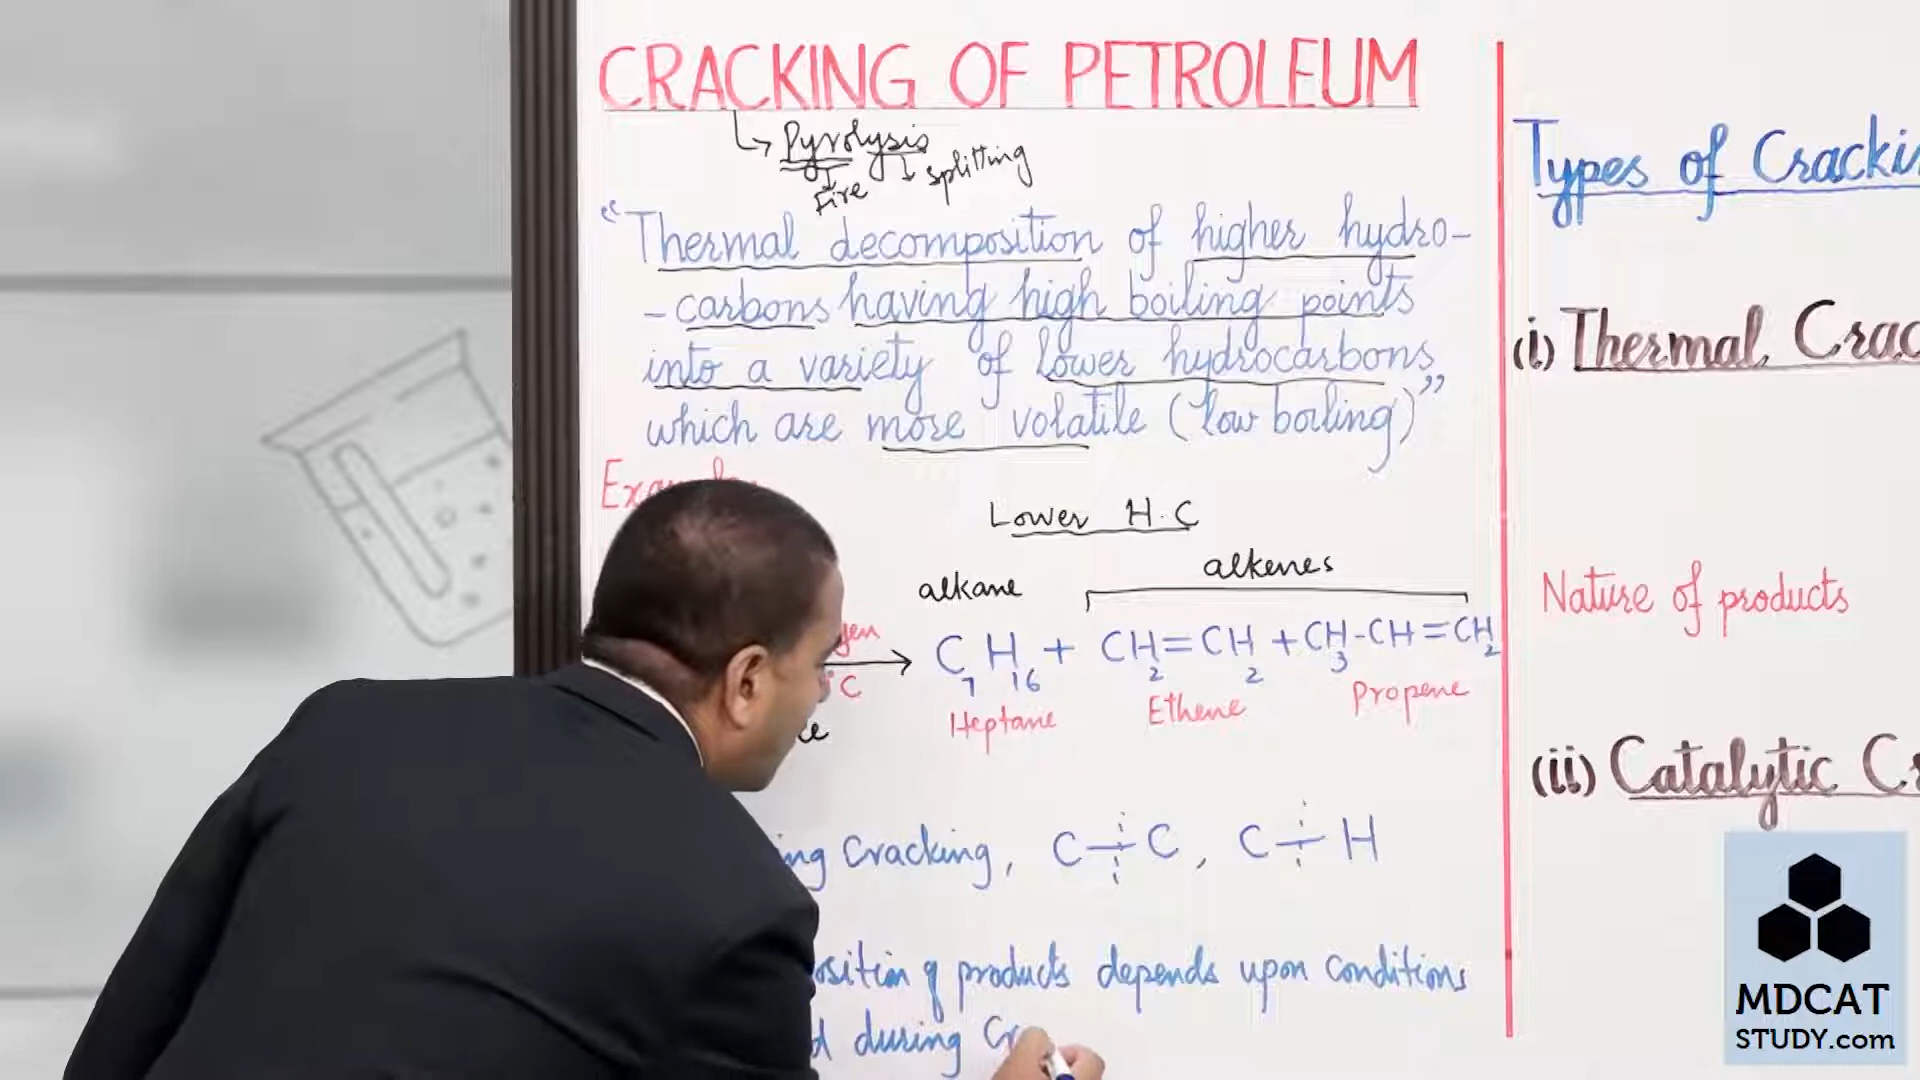 CRACKING OF PETROLEUM
↳ Pyrolysis
Fire splitting
"Thermal decomposition of higher hydro-
-carbons having high boiling points
into a variety of lower hydrocarbons
which are more volatile (low boiling)"
Lower H.C
alkane alkenes
°C
C7H16 + CH2=CH2 + CH3-CH=CH2
Heptane Ethene Propene
Cracking, C-C, C-H
of products depends upon conditions
during
Types of
(i) Thermal
Nature of products
(ii) Catalytic
MDCAT
STUDY.com